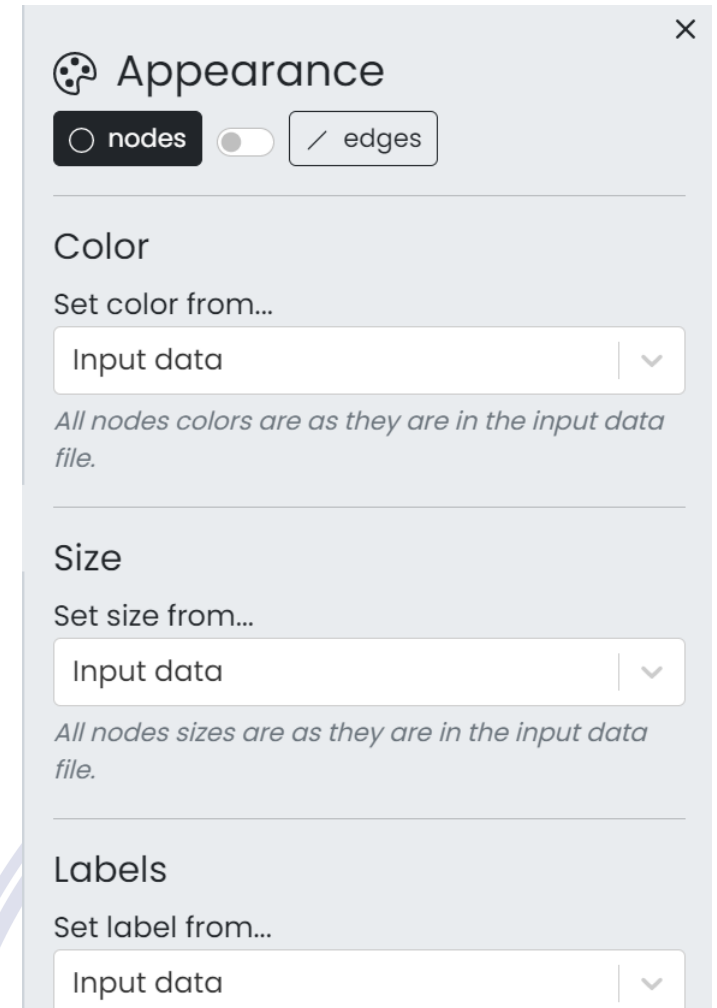 Appearance
nodes edges
Color
Set color from...
Input data
All nodes colors are as they are in the input data
file.
Size
Set size from...
Input data
All nodes sizes are as they are in the input data
file.
Labels
Set label from...
Input data